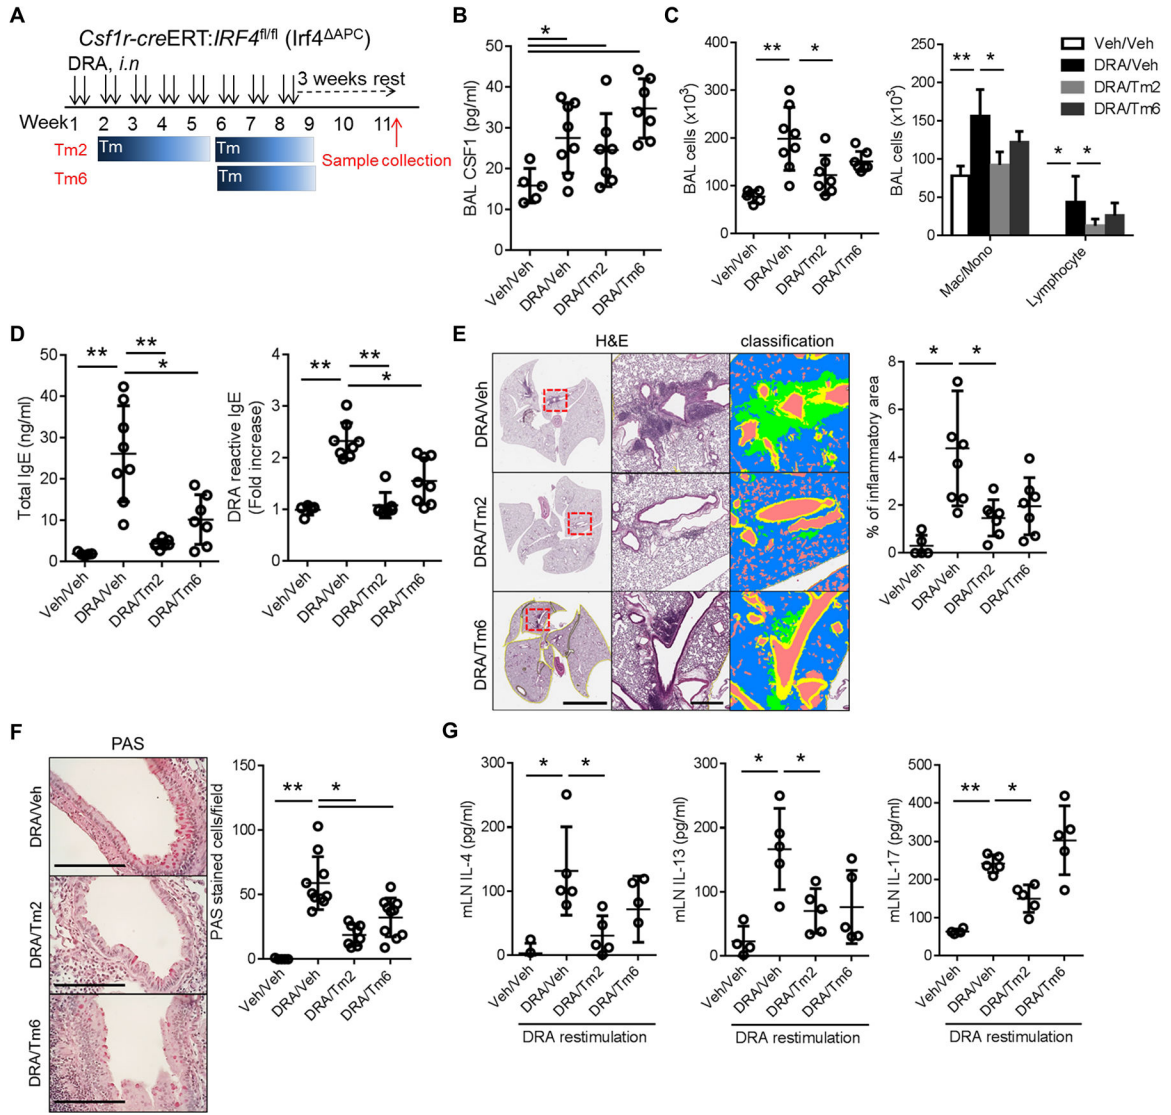 A
Csf1r-creERT:IRF4fl/fl (Irf4ΔAPC)
DRA, i.n
3 weeks rest
Week 1 2 3 4 5 6 7 8 9 10 11
Tm2 Tm Tm
Tm6 Tm
Sample collection
B
*
BAL CSF1 (pg/ml)
50
40
30
20
10
0
Veh/Veh
DRA/Veh
DRA/Tm2
DRA/Tm6
C
** *
BAL cells (x10³)
400
300
200
100
0
Veh/Veh
DRA/Veh
DRA/Tm2
DRA/Tm6
BAL cells (x10³)
250
200
150
100
50
0
** *
* *
Mac/Mono
Lymphocyte
Veh/Veh
DRA/Veh
DRA/Tm2
DRA/Tm6
D
** **
*
Total IgE (ng/ml)
50
40
30
20
10
0
Veh/Veh
DRA/Veh
DRA/Tm2
DRA/Tm6
** **
*
DRA reactive IgE
(Fold increase)
4
3
2
1
0
Veh/Veh
DRA/Veh
DRA/Tm2
DRA/Tm6
E
H&E classification
DRA/Veh
DRA/Tm2
DRA/Tm6
* *
% of inflammatory area
8
6
4
2
0
Veh/Veh
DRA/Veh
DRA/Tm2
DRA/Tm6
F
PAS
DRA/Veh
DRA/Tm2
DRA/Tm6
** *
PAS stained cells/field
150
100
50
0
Veh/Veh
DRA/Veh
DRA/Tm2
DRA/Tm6
G
* *
mLN IL-4 (pg/ml)
300
200
100
0
Veh/Veh
DRA/Veh
DRA/Tm2
DRA/Tm6
DRA restimulation
* *
mLN IL-13 (pg/ml)
300
200
100
0
Veh/Veh
DRA/Veh
DRA/Tm2
DRA/Tm6
DRA restimulation
** *
mLN IL-17 (pg/ml)
500
400
300
200
100
0
Veh/Veh
DRA/Veh
DRA/Tm2
DRA/Tm6
DRA restimulation